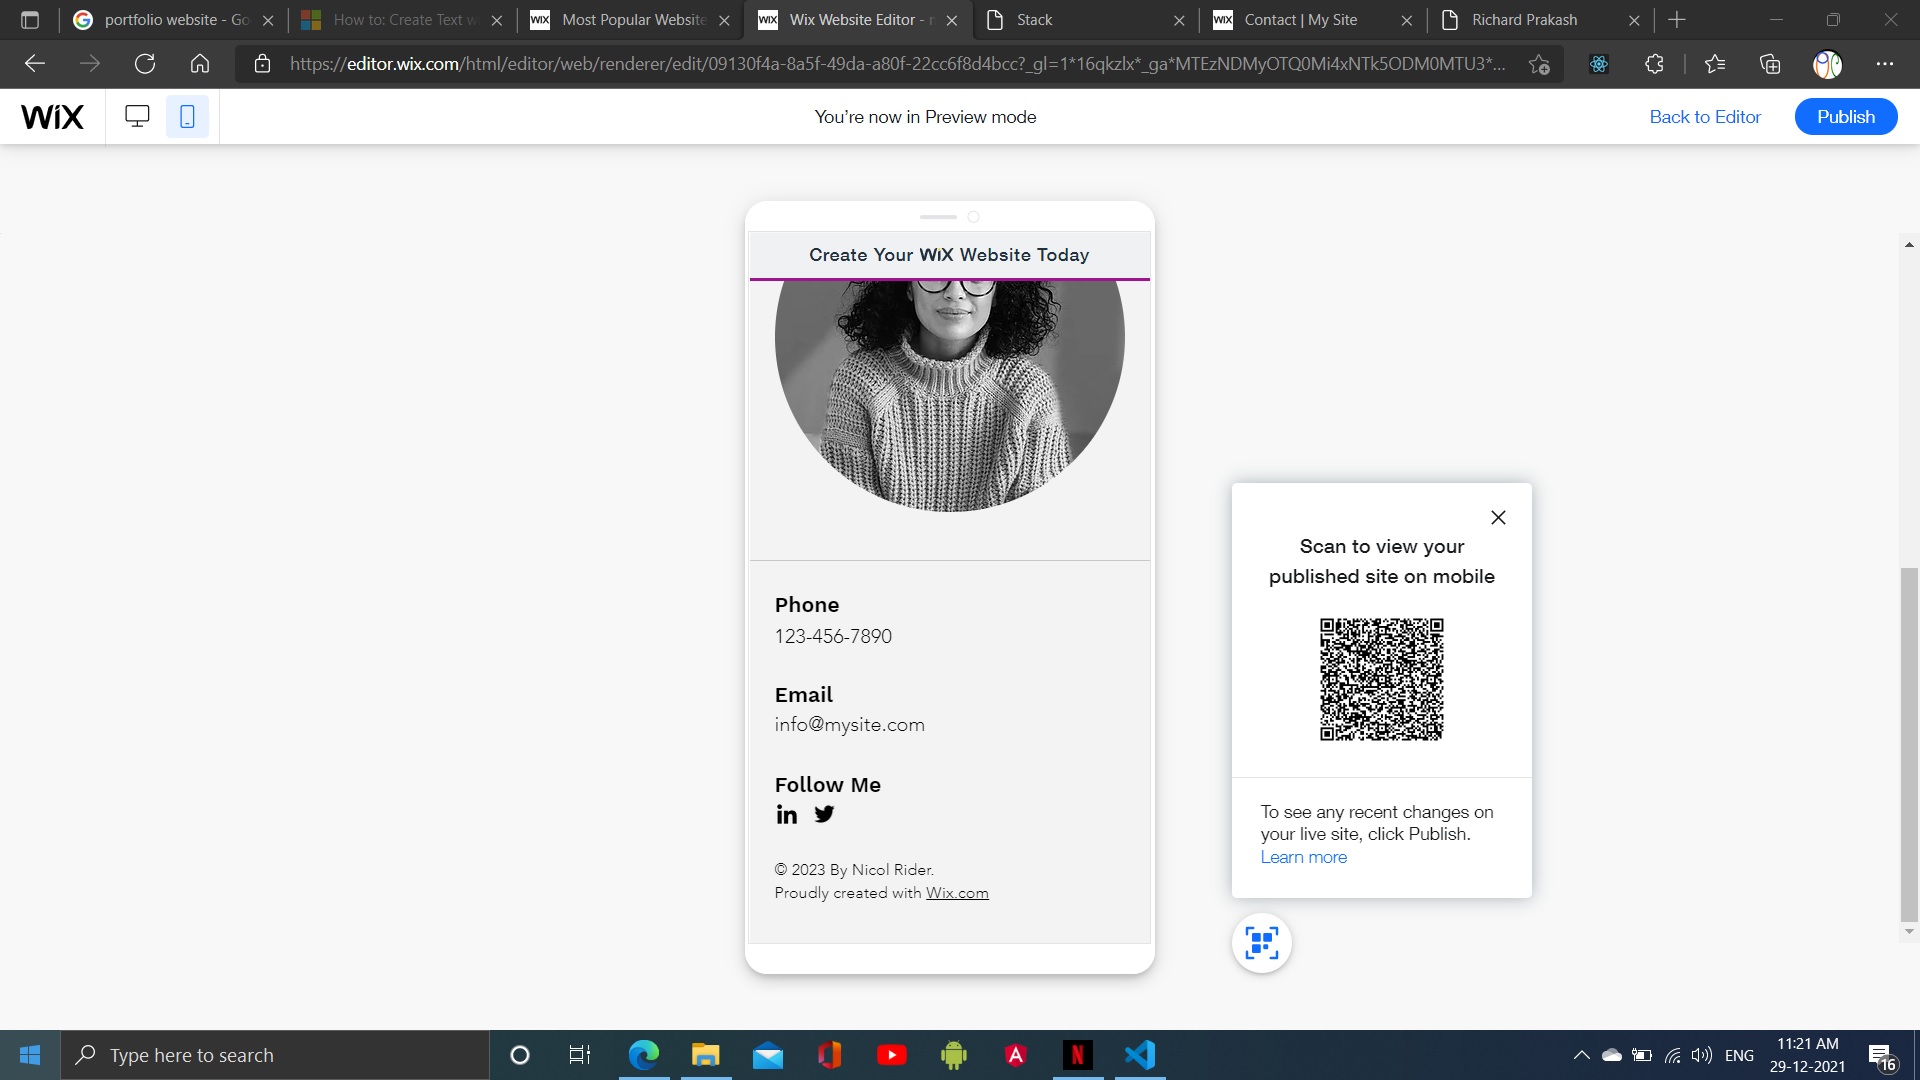 portfolio website - Go
How to: Create Text w
WIX Most Popular Website
WIX Wix Website Editor - n
Stack
WIX Contact | My Site
Richard Prakash
https://editor.wix.com/html/editor/web/renderer/edit/09130f4a-8a5f-49da-a80f-22cc6f8d4bcc?_gl=1*16qkzlx*_ga*MTEzNDMyOTQ0Mi4xNTk5ODM0MTU3*...
WiX
You're now in Preview mode
Back to Editor
Publish
Create Your WiX Website Today
Phone
123-456-7890
Email
info@mysite.com
Follow Me
in
© 2023 By Nicol Rider.
Proudly created with Wix.com
Scan to view your
published site on mobile
To see any recent changes on
your live site, click Publish.
Learn more
Type here to search
ENG
11:21 AM
29-12-2021
16